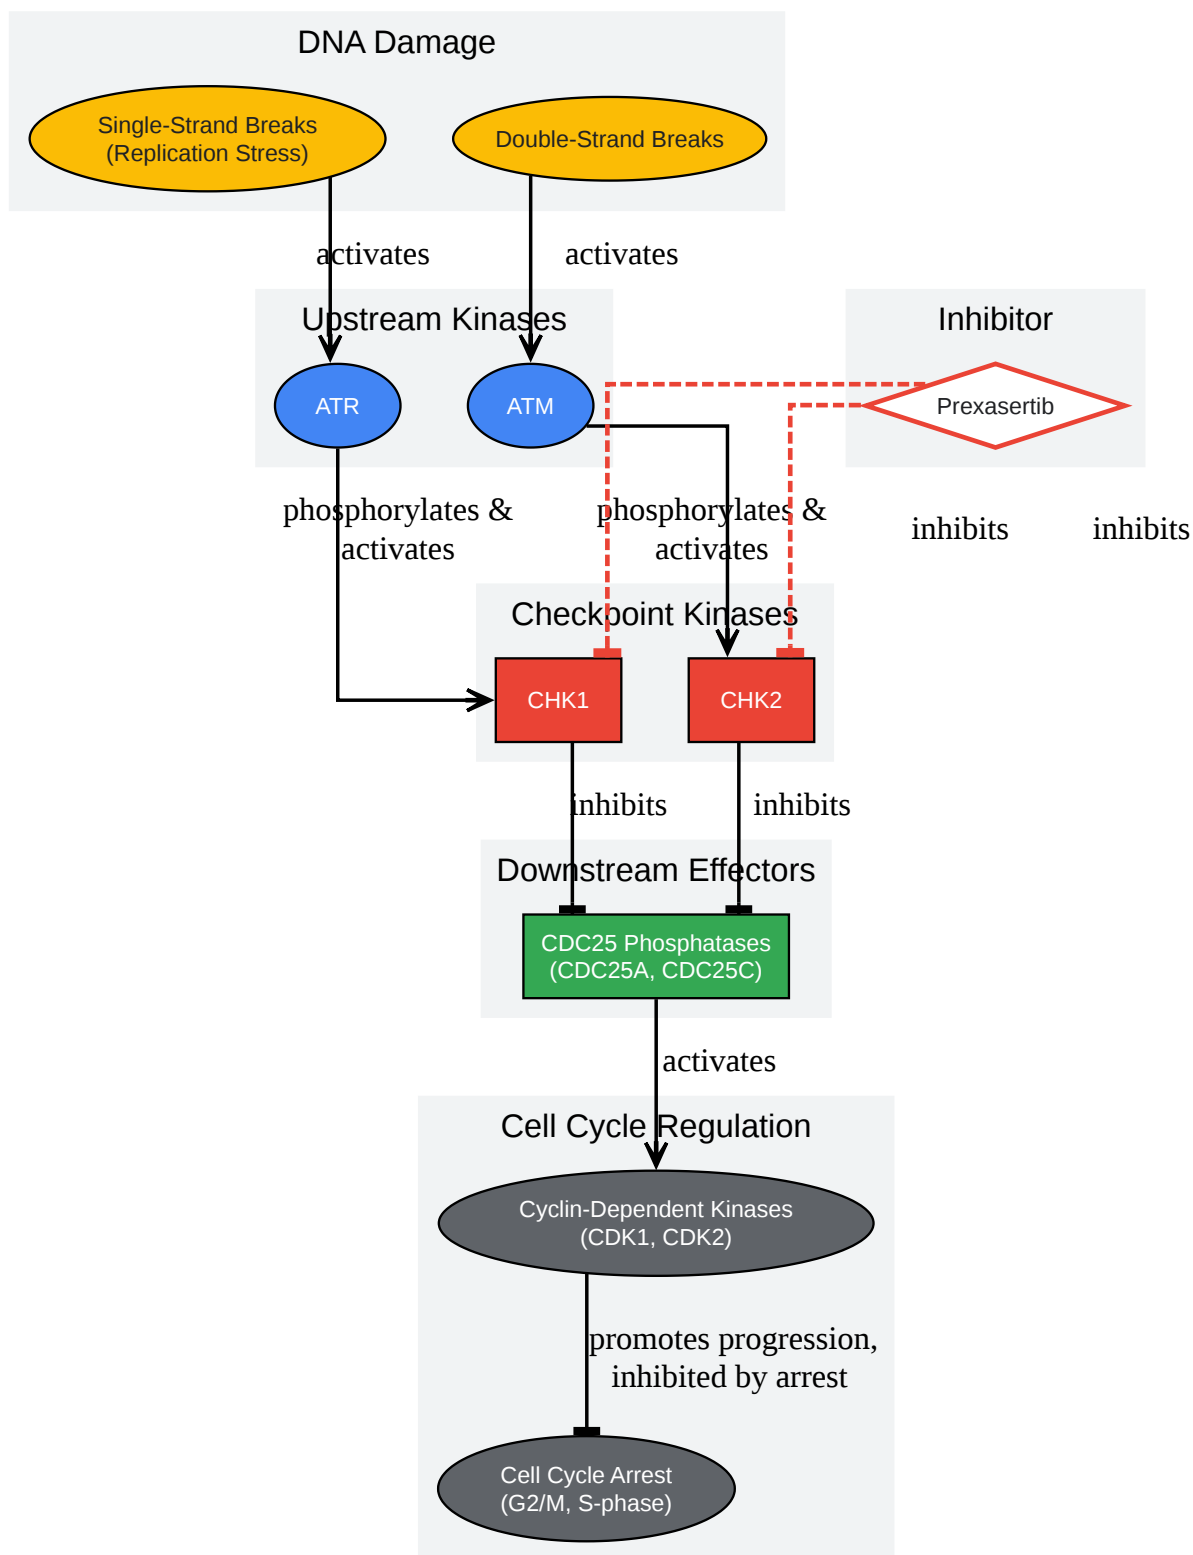 DNA Damage
Single-Strand Breaks
(Replication Stress)
Double-Strand Breaks
activates
activates
Upstream Kinases
Inhibitor
ATR
ATM
Prexasertib
phosphorylates &
activates
phosphorylates &
activates
inhibits
inhibits
Checkpoint Kinases
CHK1
CHK2
inhibits
inhibits
Downstream Effectors
CDC25 Phosphatases
(CDC25A, CDC25C)
activates
Cell Cycle Regulation
Cyclin-Dependent Kinases
(CDK1, CDK2)
promotes progression,
inhibited by arrest
Cell Cycle Arrest
(G2/M, S-phase)